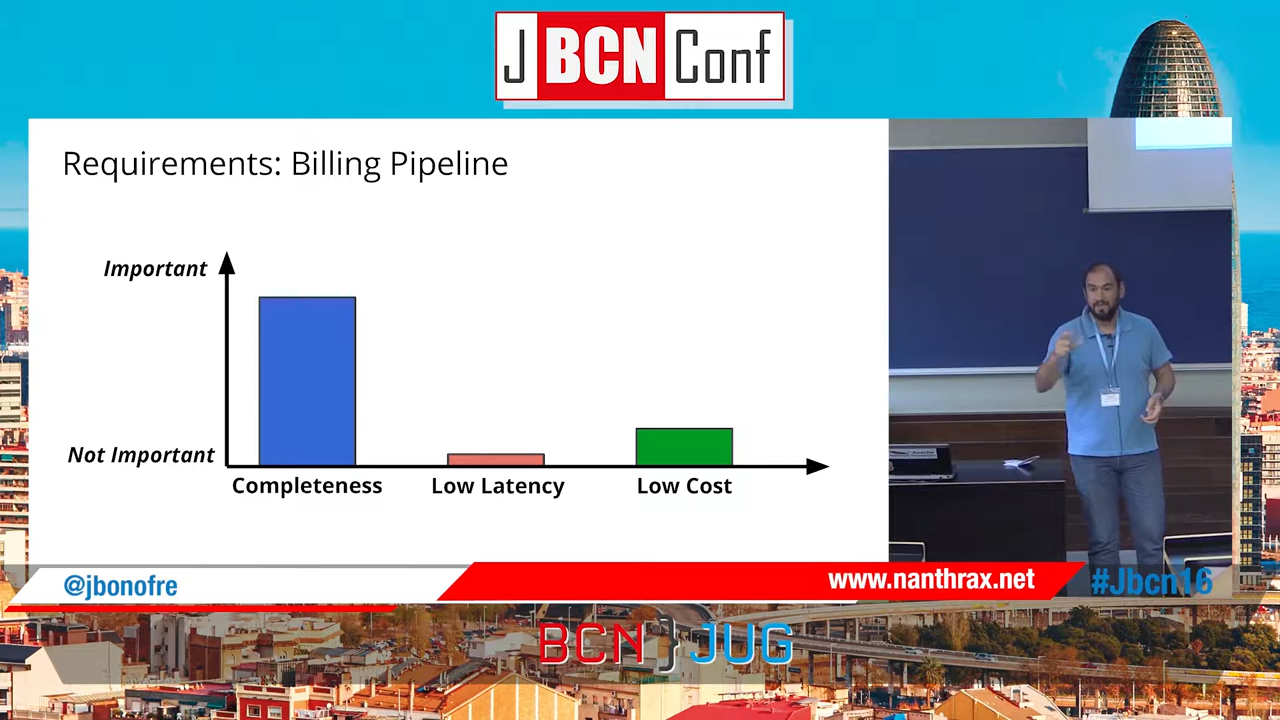 J BCN Conf
Requirements: Billing Pipeline
Important
Not Important
Completeness
Low Latency
Low Cost
@jbonofre
www.nanthrax.net
#Jbcn16
BCN JUG